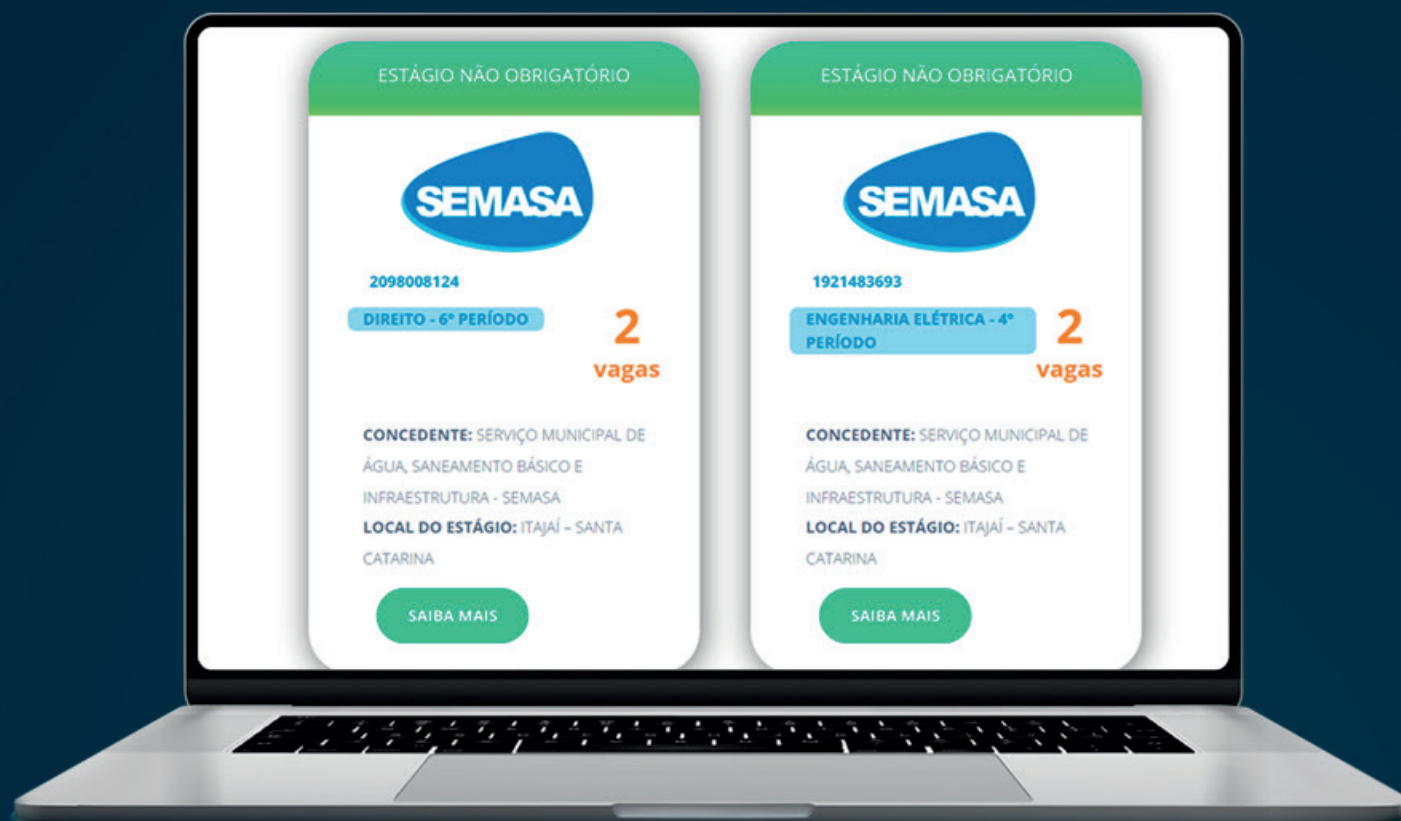 ESTÁGIO NÃO OBRIGATÓRIO
SEMASA
2098008124
DIREITO - 6º PERÍODO
2
vagas
CONCEDENTE: SERVIÇO MUNICIPAL DE
ÁGUA, SANEAMENTO BÁSICO E
INFRAESTRUTURA - SEMASA
LOCAL DO ESTÁGIO: ITAJAÍ – SANTA
CATARINA
SAIBA MAIS
ESTÁGIO NÃO OBRIGATÓRIO
SEMASA
1921483693
ENGENHARIA ELÉTRICA - 4º
PERÍODO
2
vagas
CONCEDENTE: SERVIÇO MUNICIPAL DE
ÁGUA, SANEAMENTO BÁSICO E
INFRAESTRUTURA - SEMASA
LOCAL DO ESTÁGIO: ITAJAÍ – SANTA
CATARINA
SAIBA MAIS